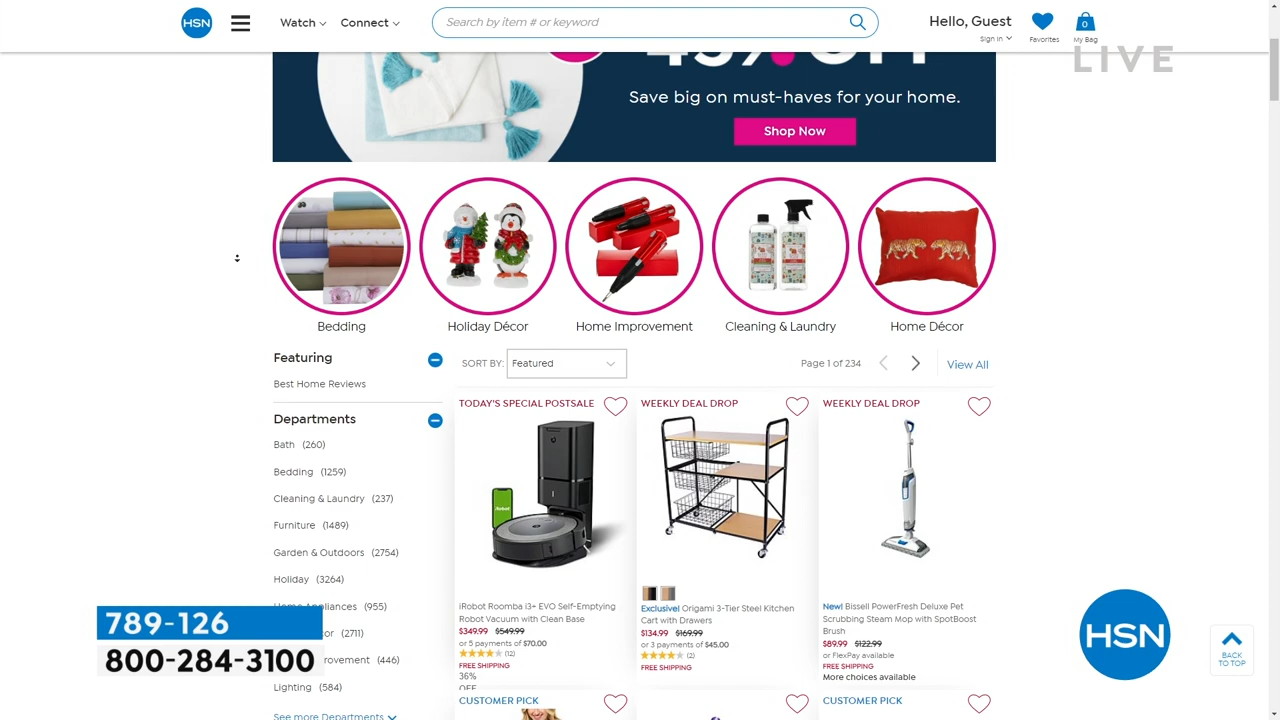 HSN
Watch
Connect
Search by item # or keyword
Hello, Guest
Sign In
Favorites
0
My Bag
LIVE
Save big on must-haves for your home.
Shop Now
Bedding
Holiday Décor
Home Improvement
Cleaning & Laundry
Home Décor
Featuring
Best Home Reviews
SORT BY: Featured
Page 1 of 234
View All
Departments
Bath (260)
Bedding (1259)
Cleaning & Laundry (237)
Furniture (1489)
Garden & Outdoors (2754)
Holiday (3264)
Home Appliances (955)
or (2711)
provement (446)
Lighting (584)
See more Departments
TODAY'S SPECIAL POSTSALE
iRobot
iRobot Roomba i3+ EVO Self-Emptying
Robot Vacuum with Clean Base
$349.99 $549.99
or 5 payments of $70.00
(12)
FREE SHIPPING
36%
OFF
CUSTOMER PICK
WEEKLY DEAL DROP
Exclusive! Origami 3-Tier Steel Kitchen
Cart with Drawers
$134.99 $169.99
or 3 payments of $45.00
(2)
FREE SHIPPING
WEEKLY DEAL DROP
New! Bissell PowerFresh Deluxe Pet
Scrubbing Steam Mop with SpotBoost
Brush
$89.99 $122.99
or FlexPay available
FREE SHIPPING
More choices available
CUSTOMER PICK
789-126
800-284-3100
HSN
BACK
TO TOP